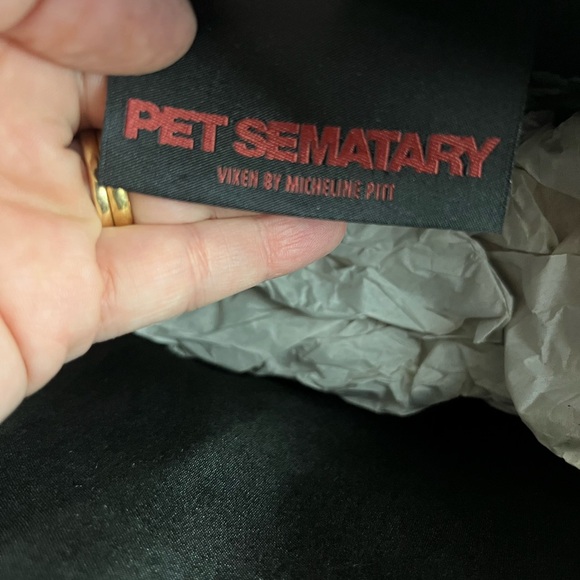 PET SEMATARY
VIXEN BY MICHELINE PITT